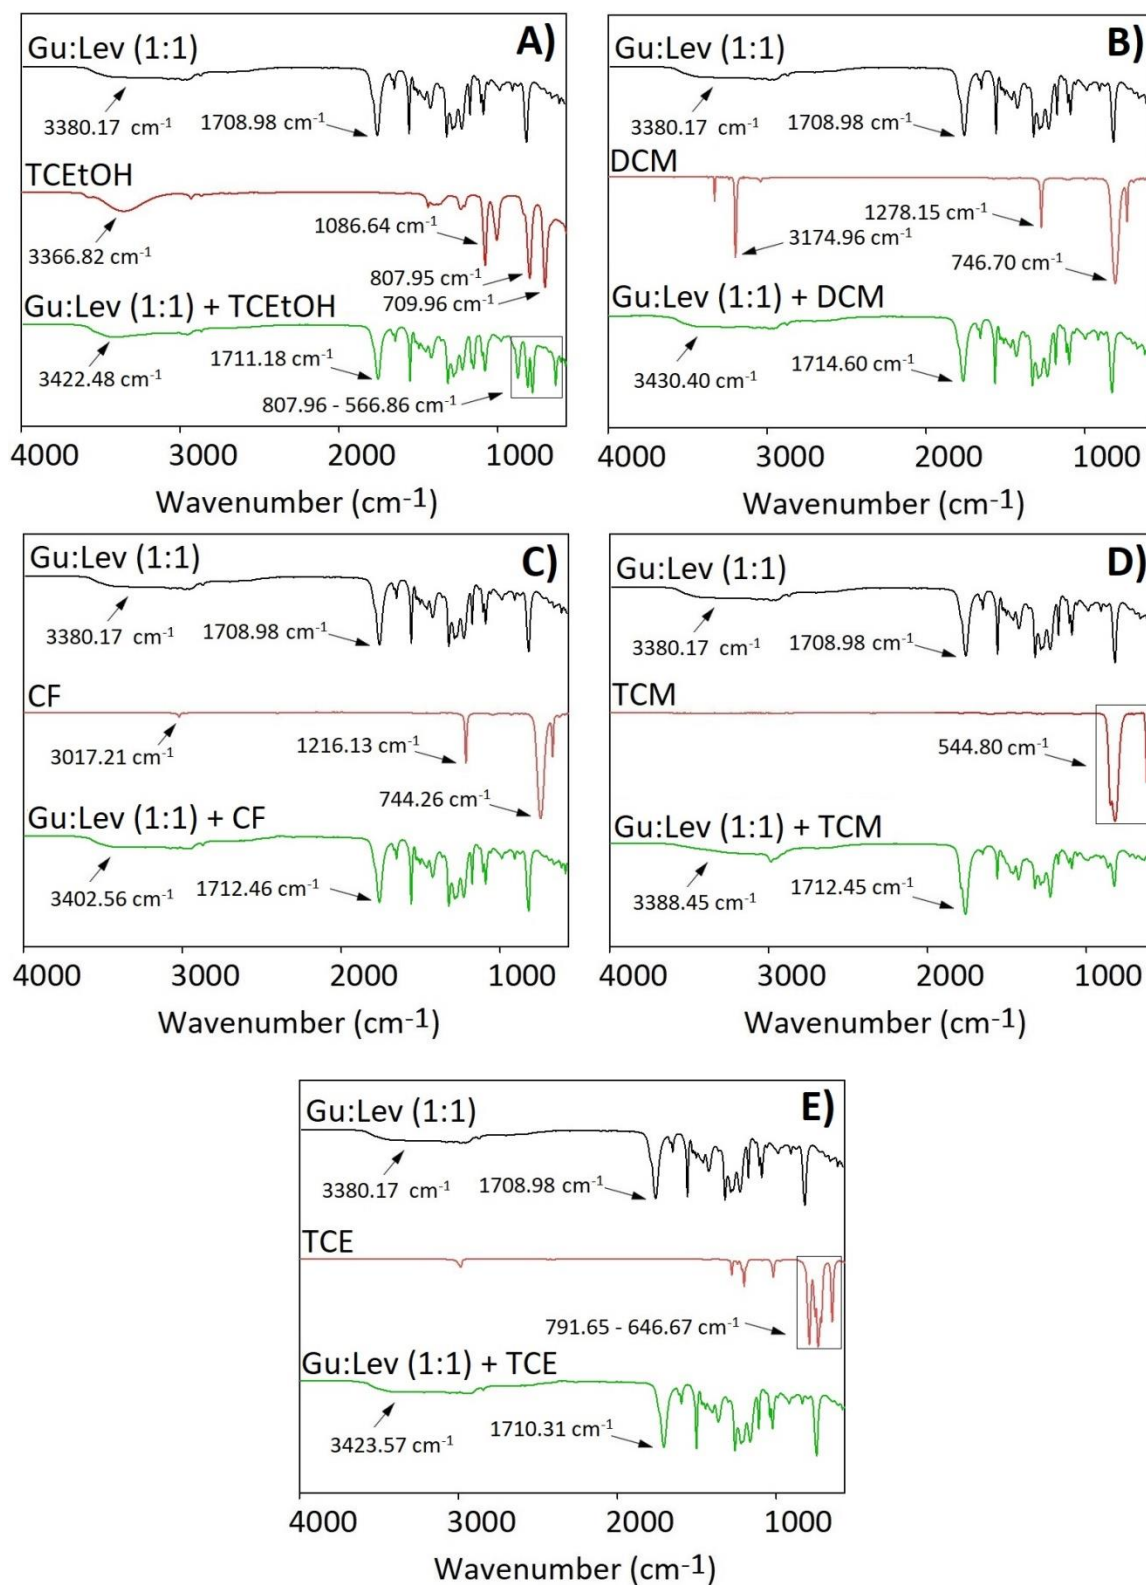 A)
Gu:Lev (1:1)
3380.17 cm-1
1708.98 cm-1
TCEtOH
3366.82 cm-1
1086.64 cm-1
807.95 cm-1
709.96 cm-1
Gu:Lev (1:1) + TCEtOH
3422.48 cm-1
1711.18 cm-1
807.96 - 566.86 cm-1
4000 3000 2000 1000
Wavenumber (cm-1)
B)
Gu:Lev (1:1)
3380.17 cm-1
1708.98 cm-1
DCM
1278.15 cm-1
3174.96 cm-1
746.70 cm-1
Gu:Lev (1:1) + DCM
3430.40 cm-1
1714.60 cm-1
4000 3000 2000 1000
Wavenumber (cm-1)
C)
Gu:Lev (1:1)
3380.17 cm-1
1708.98 cm-1
CF
3017.21 cm-1
1216.13 cm-1
744.26 cm-1
Gu:Lev (1:1) + CF
3402.56 cm-1
1712.46 cm-1
4000 3000 2000 1000
Wavenumber (cm-1)
D)
Gu:Lev (1:1)
3380.17 cm-1
1708.98 cm-1
TCM
544.80 cm-1
Gu:Lev (1:1) + TCM
3388.45 cm-1
1712.45 cm-1
4000 3000 2000 1000
Wavenumber (cm-1)
E)
Gu:Lev (1:1)
3380.17 cm-1
1708.98 cm-1
TCE
791.65 - 646.67 cm-1
Gu:Lev (1:1) + TCE
3423.57 cm-1
1710.31 cm-1
4000 3000 2000 1000
Wavenumber (cm-1)